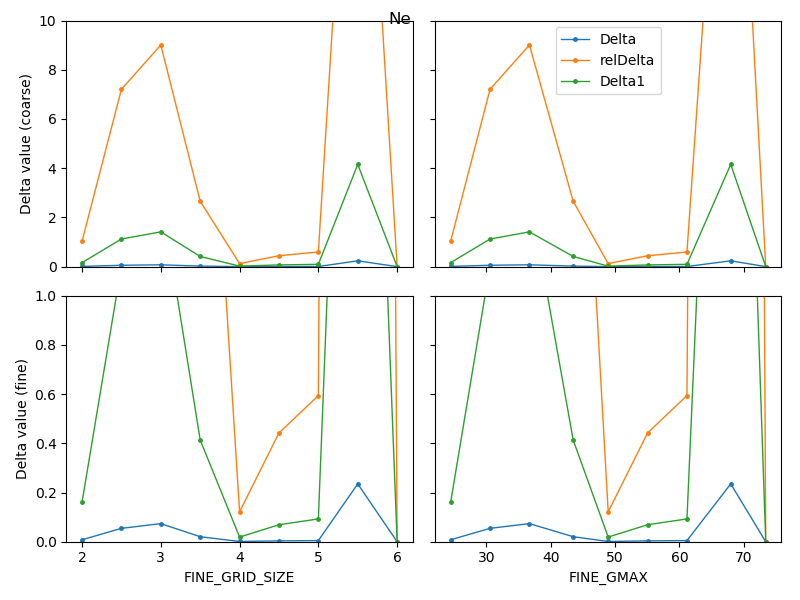 Ne
10
8
6
4
2
0
Delta value (coarse)
Delta
relDelta
Delta1
1.0
0.8
0.6
0.4
0.2
0.0
Delta value (fine)
2 3 4 5 6
FINE_GRID_SIZE
30 40 50 60 70
FINE_GMAX